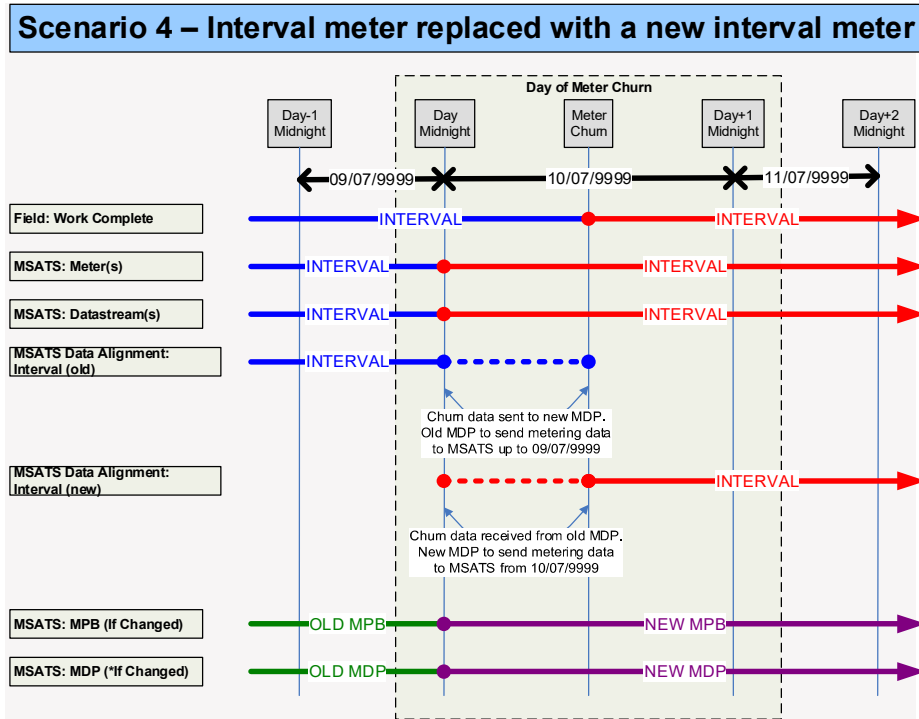 Scenario 4 – Interval meter replaced with a new interval meter
Day of Meter Churn
Day-1
Midnight
Day
Midnight
Meter
Churn
Day+1
Midnight
Day+2
Midnight
09/07/9999
10/07/9999
11/07/9999
Field: Work Complete
INTERVAL
INTERVAL
MSATS: Meter(s)
INTERVAL
INTERVAL
MSATS: Datastream(s)
INTERVAL
INTERVAL
MSATS Data Alignment:
Interval (old)
INTERVAL
Churn data sent to new MDP.
Old MDP to send metering data
to MSATS up to 09/07/9999
MSATS Data Alignment:
Interval (new)
INTERVAL
Churn data received from old MDP.
New MDP to send metering data
to MSATS from 10/07/9999
MSATS: MPB (If Changed)
OLD MPB
NEW MPB
MSATS: MDP (*If Changed)
OLD MDP
NEW MDP